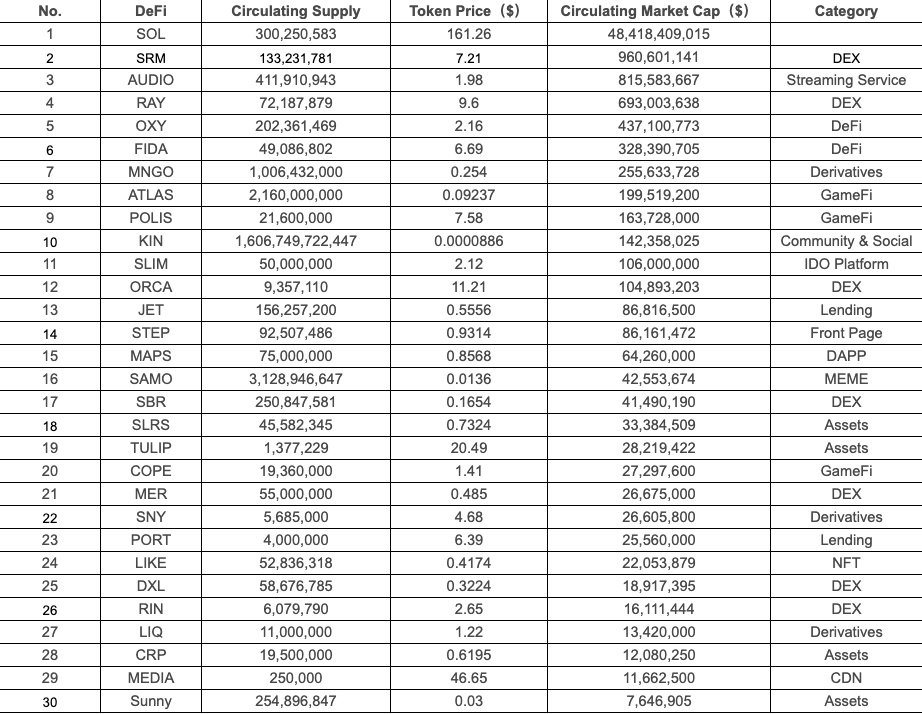 No. DeFi Circulating Supply Token Price（$） Circulating Market Cap（$） Category
1 SOL 300,250,583 161.26 48,418,409,015
2 SRM 133,231,781 7.21 960,601,141 DEX
3 AUDIO 411,910,943 1.98 815,583,667 Streaming Service
4 RAY 72,187,879 9.6 693,003,638 DEX
5 OXY 202,361,469 2.16 437,100,773 DeFi
6 FIDA 49,086,802 6.69 328,390,705 DeFi
7 MNGO 1,006,432,000 0.254 255,633,728 Derivatives
8 ATLAS 2,160,000,000 0.09237 199,519,200 GameFi
9 POLIS 21,600,000 7.58 163,728,000 GameFi
10 KIN 1,606,749,722,447 0.0000886 142,358,025 Community & Social
11 SLIM 50,000,000 2.12 106,000,000 IDO Platform
12 ORCA 9,357,110 11.21 104,893,203 DEX
13 JET 156,257,200 0.5556 86,816,500 Lending
14 STEP 92,507,486 0.9314 86,161,472 Front Page
15 MAPS 75,000,000 0.8568 64,260,000 DAPP
16 SAMO 3,128,946,647 0.0136 42,553,674 MEME
17 SBR 250,847,581 0.1654 41,490,190 DEX
18 SLRS 45,582,345 0.7324 33,384,509 Assets
19 TULIP 1,377,229 20.49 28,219,422 Assets
20 COPE 19,360,000 1.41 27,297,600 GameFi
21 MER 55,000,000 0.485 26,675,000 DEX
22 SNY 5,685,000 4.68 26,605,800 Derivatives
23 PORT 4,000,000 6.39 25,560,000 Lending
24 LIKE 52,836,318 0.4174 22,053,879 NFT
25 DXL 58,676,785 0.3224 18,917,395 DEX
26 RIN 6,079,790 2.65 16,111,444 DEX
27 LIQ 11,000,000 1.22 13,420,000 Derivatives
28 CRP 19,500,000 0.6195 12,080,250 Assets
29 MEDIA 250,000 46.65 11,662,500 CDN
30 Sunny 254,896,847 0.03 7,646,905 Assets